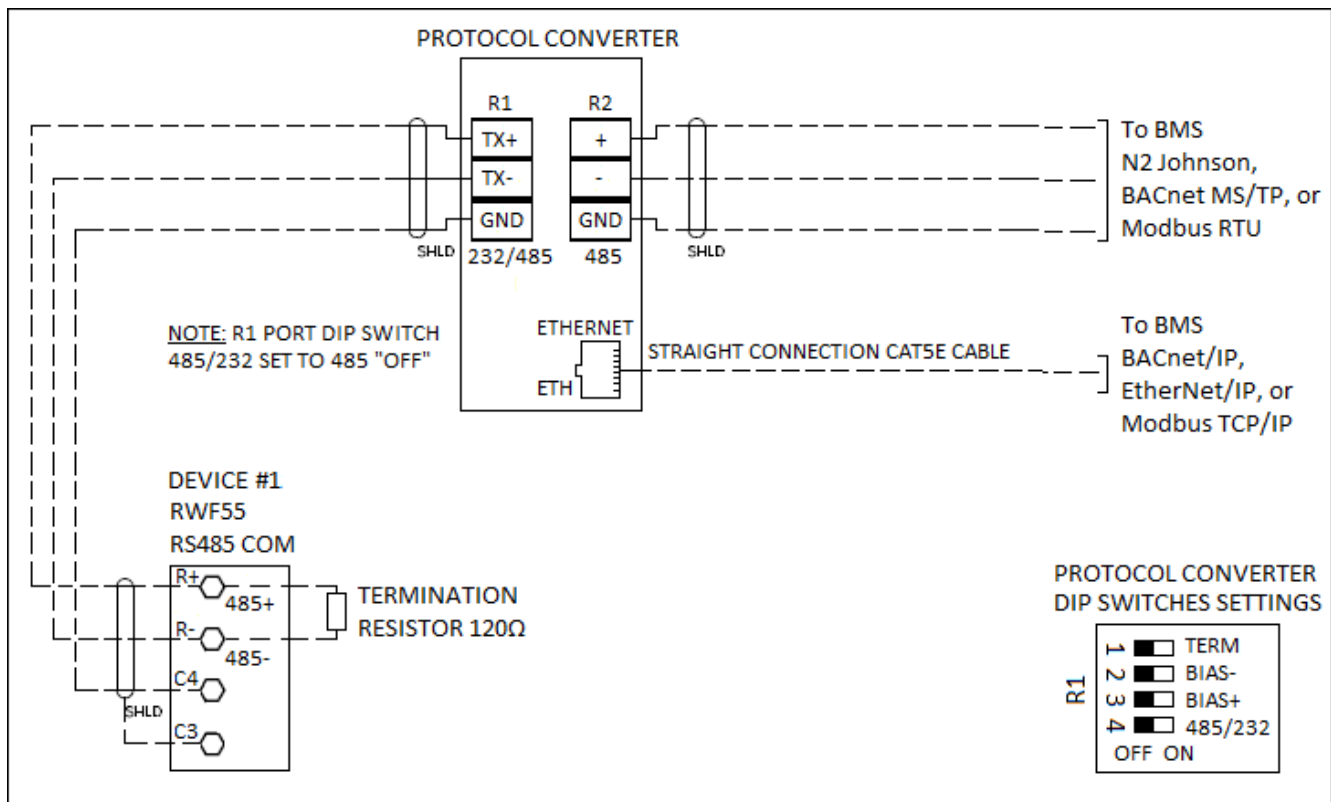 PROTOCOL CONVERTER
R1
R2
TX+
+
TX-
-
GND
GND
SHLD
232/485
485
SHLD
To BMS
N2 Johnson,
BACnet MS/TP, or
Modbus RTU
NOTE: R1 PORT DIP SWITCH
485/232 SET TO 485 "OFF"
ETHERNET
ETH
STRAIGHT CONNECTION CAT5E CABLE
To BMS
BACnet/IP,
EtherNet/IP, or
Modbus TCP/IP
DEVICE #1
RWF55
RS485 COM
R+
485+
R-
485-
C4
SHLD
C3
TERMINATION
RESISTOR 120Ω
PROTOCOL CONVERTER
DIP SWITCHES SETTINGS
R1
1 TERM
2 BIAS-
3 BIAS+
4 485/232
OFF ON